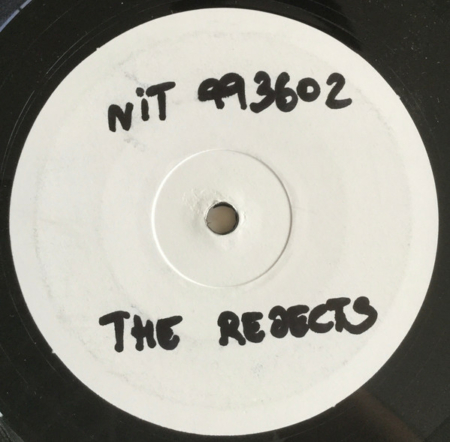 NiT 993602
THE REJECTS